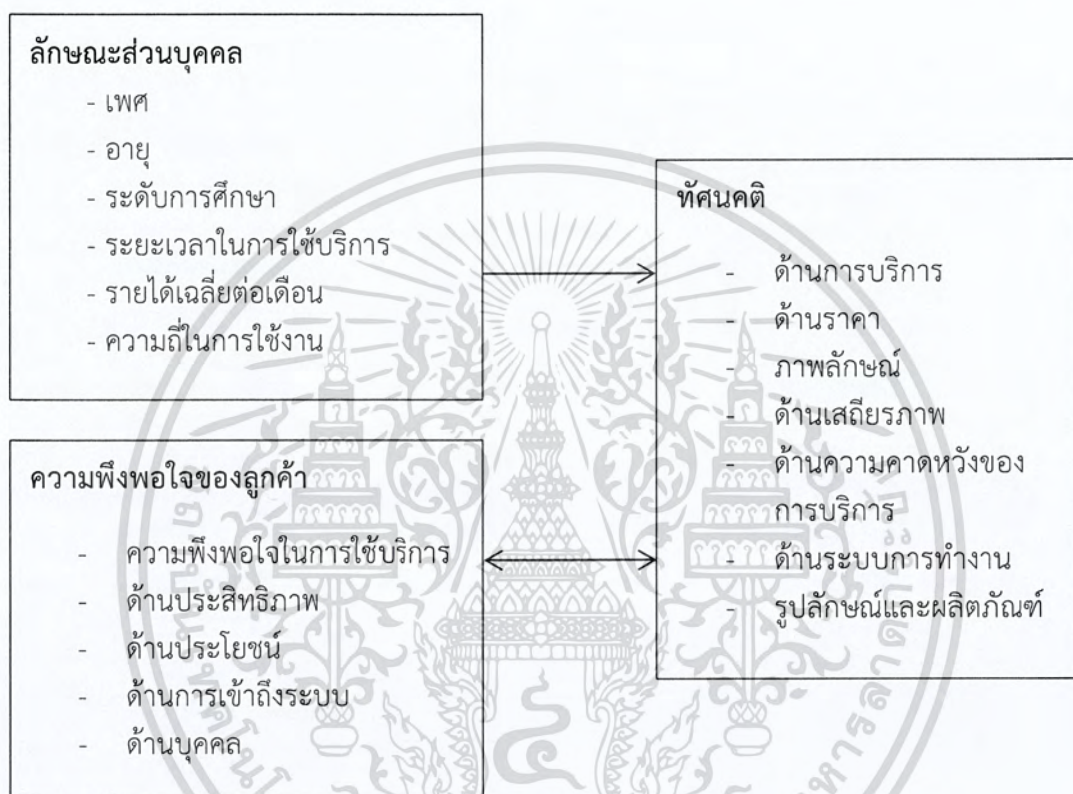 ลักษณะส่วนบุคคล
- เพศ
- อายุ
- ระดับการศึกษา
- ระยะเวลาในการใช้บริการ
- รายได้เฉลี่ยต่อเดือน
- ความถี่ในการใช้งาน
ความพึงพอใจของลูกค้า
- ความพึงพอใจในการใช้บริการ
- ด้านประสิทธิภาพ
- ด้านประโยชน์
- ด้านการเข้าถึงระบบ
- ด้านบุคคล
ทัศนคติ
- ด้านการบริการ
- ด้านราคา
- ภาพลักษณ์
- ด้านเสถียรภาพ
- ด้านความคาดหวังของ
การบริการ
- ด้านระบบการทำงาน
- รูปลักษณ์และผลิตภัณฑ์